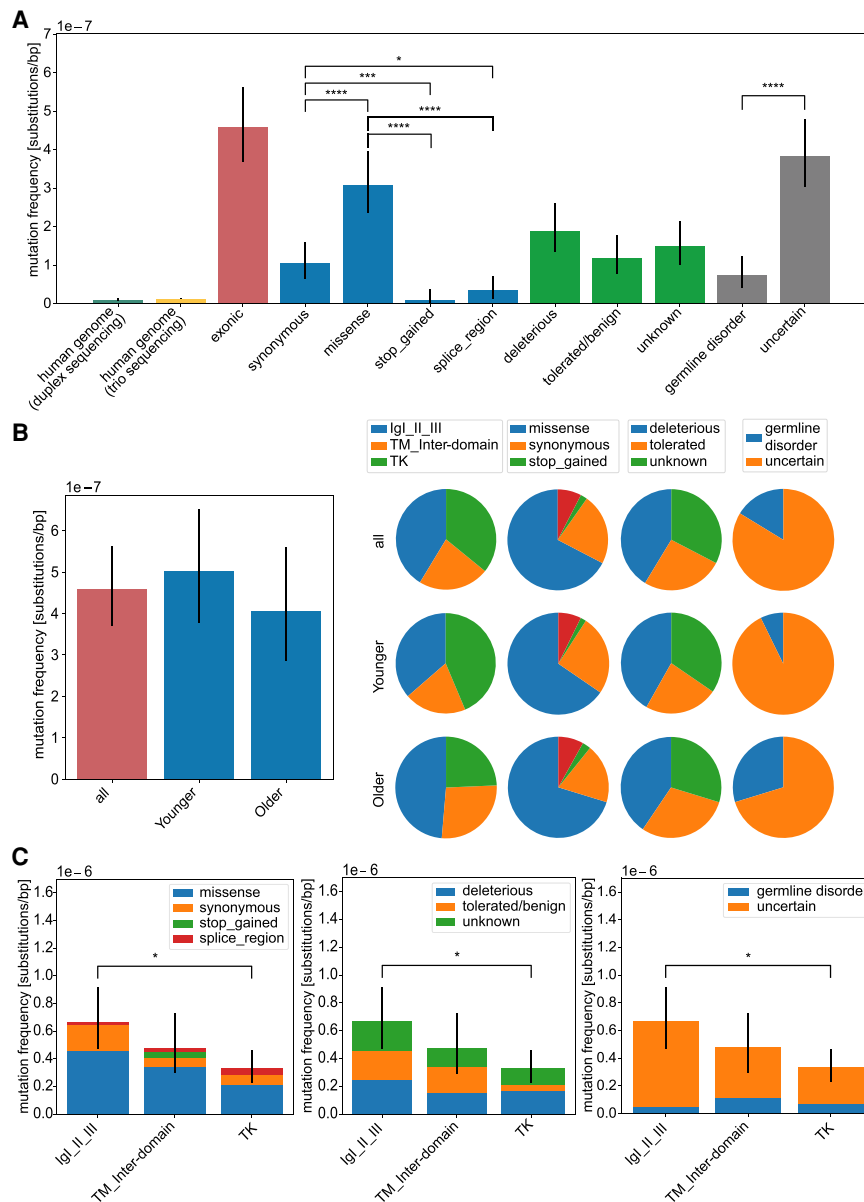 A
1e−7
7
6
5
4
3
2
1
0
mutation frequency [substitutions/bp]
*
***
****
****
****
****
human genome
(duplex sequencing)
human genome
(trio sequencing)
exonic
synonymous
missense
stop_gained
splice_region
deleterious
tolerated/benign
unknown
germline disorder
uncertain
B
1e−7
6
5
4
3
2
1
0
mutation frequency [substitutions/bp]
all
Younger
Older
IgI_II_III
TM_Inter-domain
TK
missense
synonymous
stop_gained
deleterious
tolerated
unknown
germline
disorder
uncertain
all
Younger
Older
C
1e−6
1.6
1.4
1.2
1.0
0.8
0.6
0.4
0.2
0.0
mutation frequency [substitutions/bp]
missense
synonymous
stop_gained
splice_region
*
IgI_II_III
TM_Inter-domain
TK
1e−6
1.6
1.4
1.2
1.0
0.8
0.6
0.4
0.2
0.0
mutation frequency [substitutions/bp]
deleterious
tolerated/benign
unknown
*
IgI_II_III
TM_Inter-domain
TK
1e−6
1.6
1.4
1.2
1.0
0.8
0.6
0.4
0.2
0.0
mutation frequency [substitutions/bp]
germline disorder
uncertain
*
IgI_II_III
TM_Inter-domain
TK